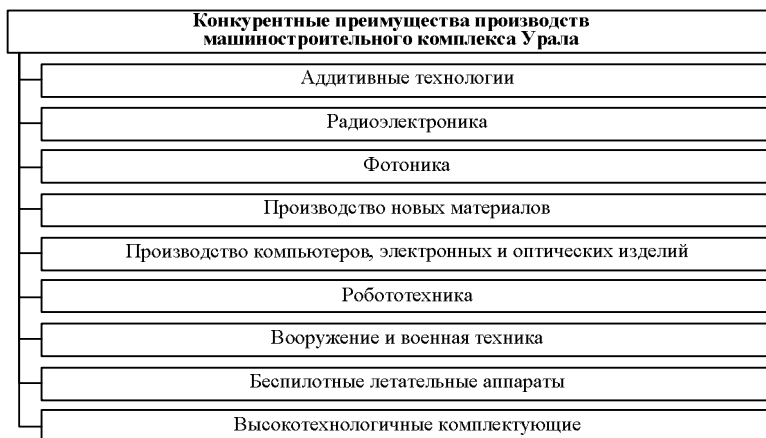 Конкурентные преимущества производств
машиностроительного комплекса Урала
Аддитивные технологии
Радиоэлектроника
Фотоника
Производство новых материалов
Производство компьютеров, электронных и оптических изделий
Робототехника
Вооружение и военная техника
Беспилотные летательные аппараты
Высокотехнологичные комплектующие